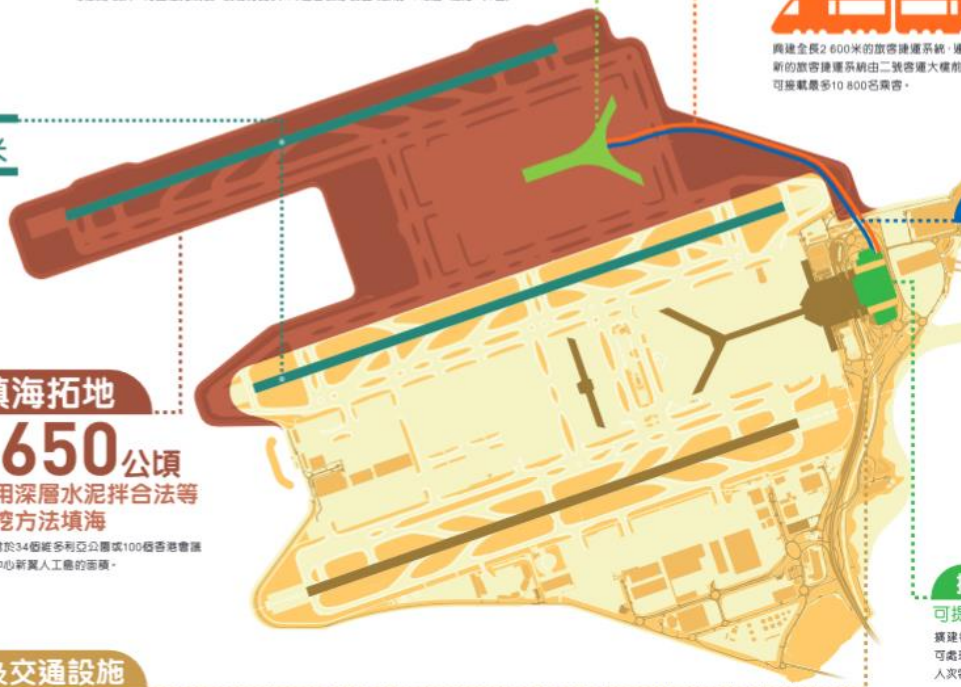 興建全長2 600米的旅客捷運系統，
新的旅客捷運系統由二號客運大樓前
可接載最多10 800名乘客。
米
填海拓地
650公頃
用深層水泥拌合法等
挖方法填海
於34個維多利亞公園或100個香港會議
中心新翼人工島的面積。
可提
擴建
可處理
人次
及交通設施